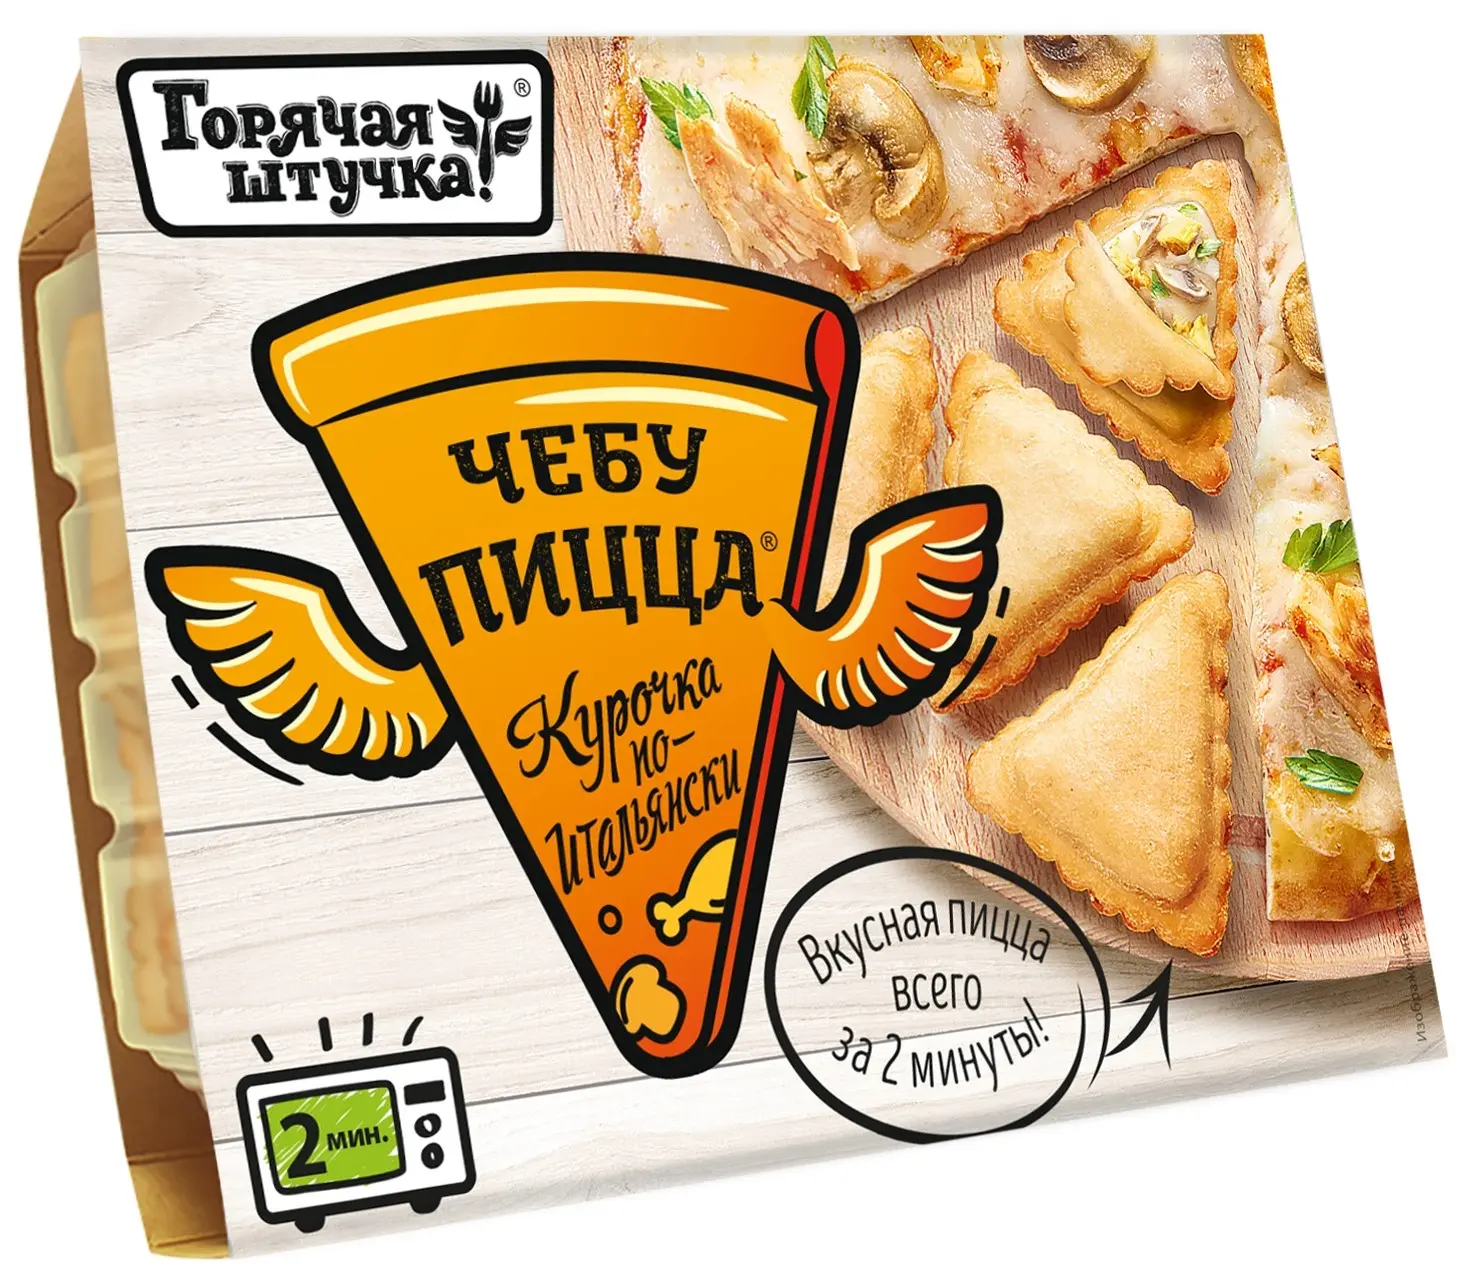 ГОРЯЧАЯ ®
ШТУЧКА!
ЧЕБУ
ПИЦЦА®
Курочка
по-
итальянски
Вкусная пицца
всего
за 2 минуты!
2 мин.